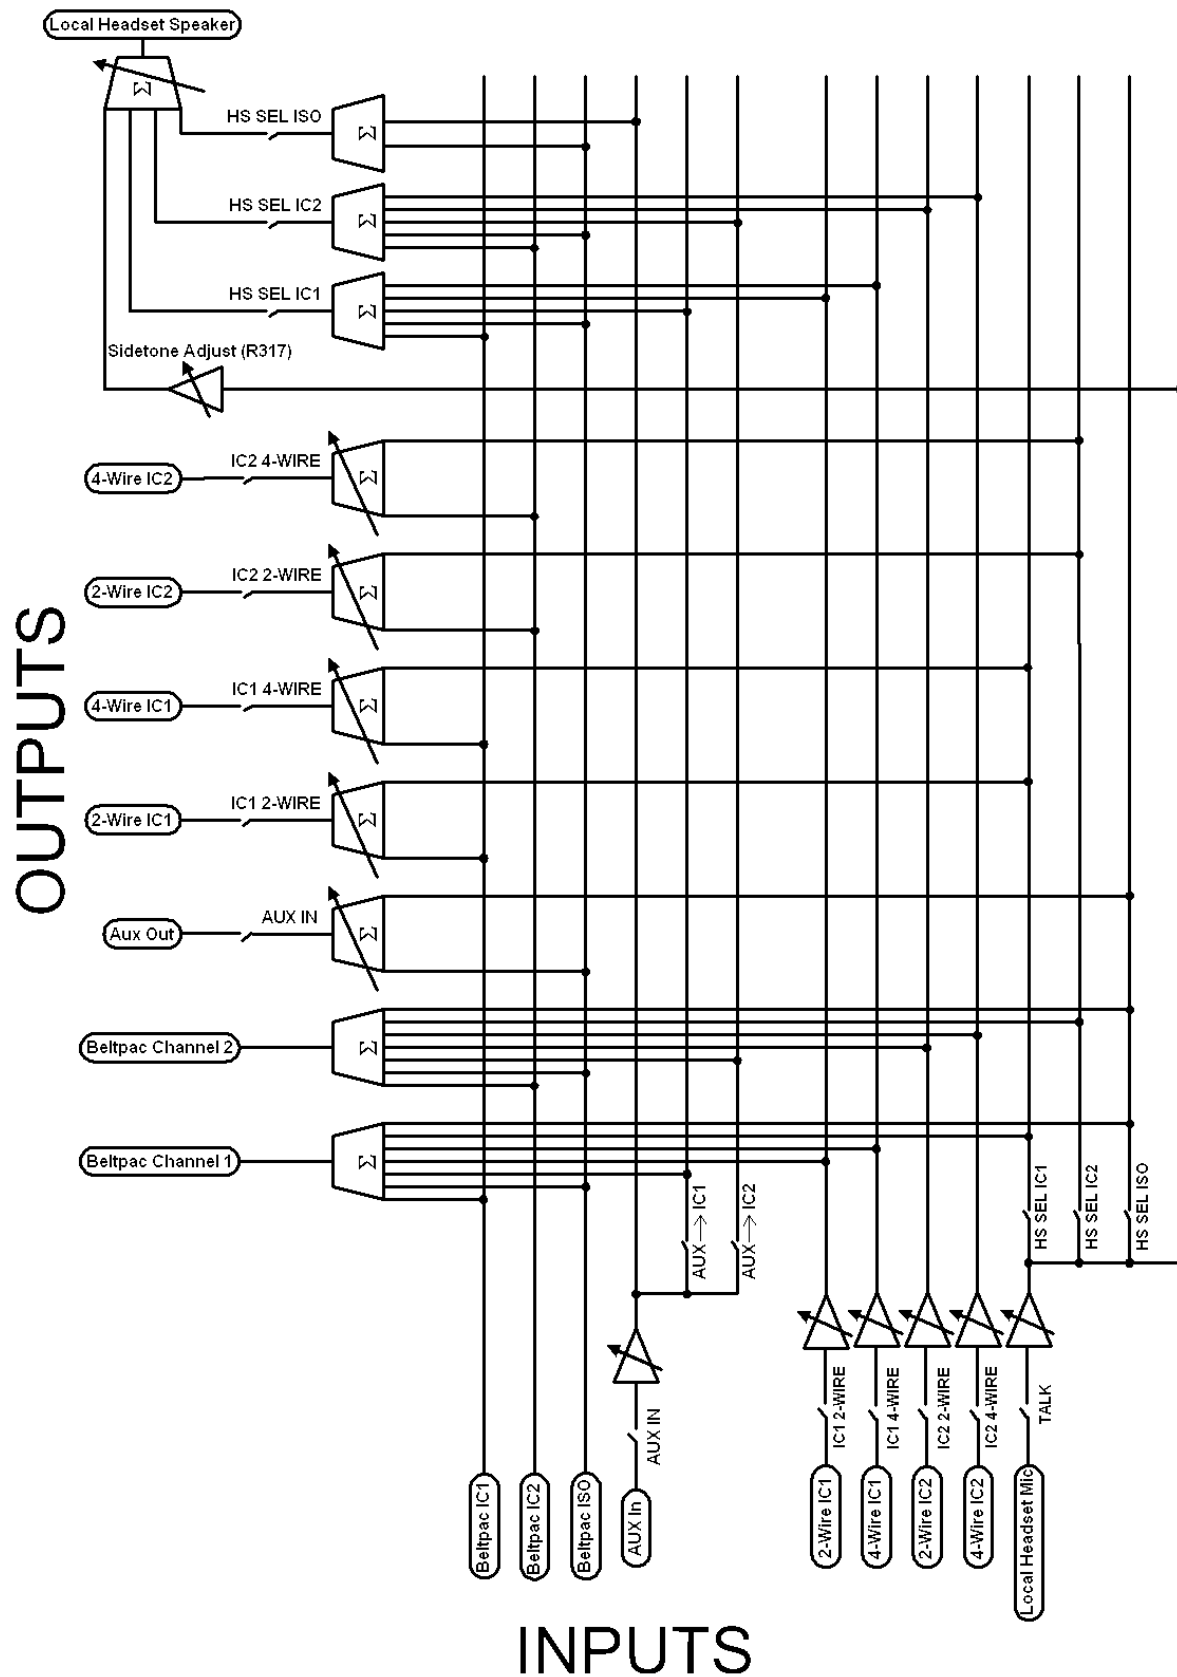 Local Headset Speaker
Σ
HS SEL ISO
Σ
HS SEL IC2
Σ
HS SEL IC1
Σ
Sidetone Adjust (R317)
4-Wire IC2
IC2 4-WIRE
Σ
2-Wire IC2
IC2 2-WIRE
Σ
4-Wire IC1
IC1 4-WIRE
Σ
2-Wire IC1
IC1 2-WIRE
Σ
Aux Out
AUX IN
Σ
Beltpac Channel 2
Σ
Beltpac Channel 1
Σ
OUTPUTS
AUX→IC1
AUX→IC2
HS SEL IC1
HS SEL IC2
HS SEL ISO
AUX IN
IC1 2-WIRE
IC1 4-WIRE
IC2 2-WIRE
IC2 4-WIRE
TALK
Beltpac IC1
Beltpac IC2
Beltpac ISO
AUX In
2-Wire IC1
4-Wire IC1
2-Wire IC2
4-Wire IC2
Local Headset Mic
INPUTS